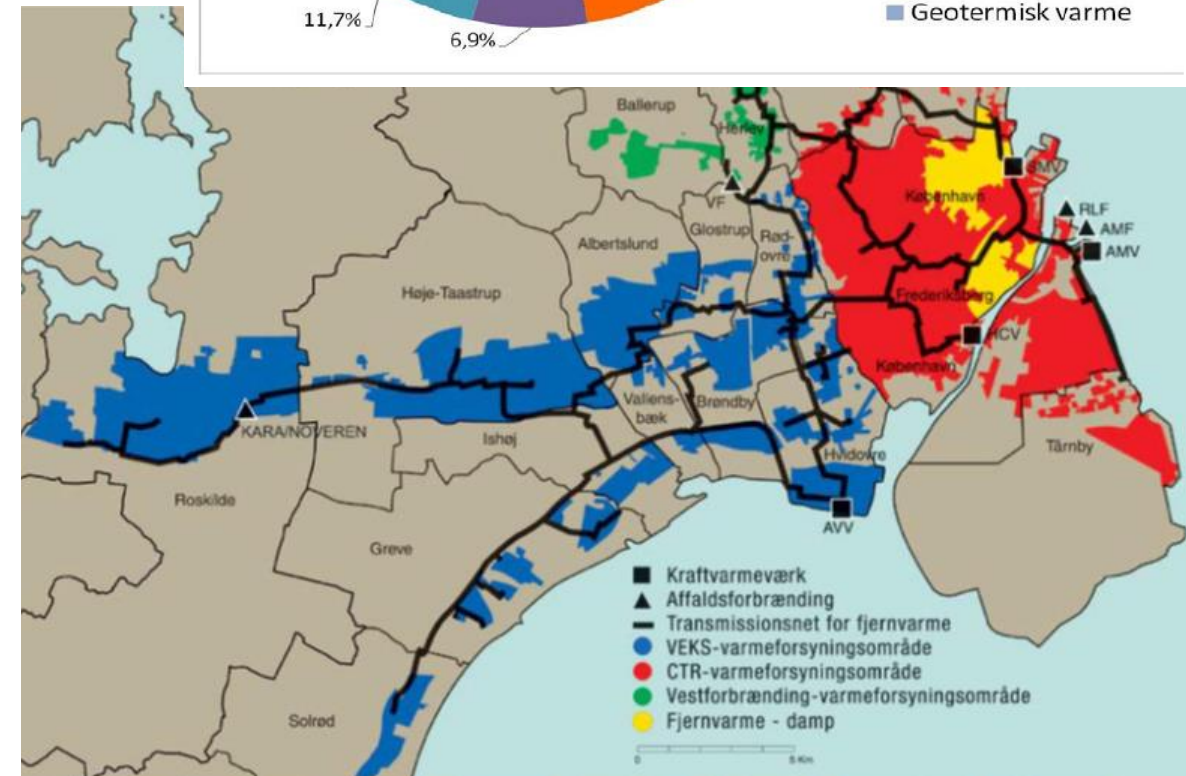 11,7%
6,9%
Geotermisk varme
Ballerup
Herlev
SMV
København
VF
RLF
Glostrup
AMF
Albertslund
Rød-
ovre
AMV
Høje-Taastrup
Frederiksberg
HCV
København
Vallens-
bæk
Brøndby
KARA/NOVEREN
Ishøj
Tårnby
Hvidovre
Roskilde
AVV
Greve
Kraftvarmeværk
Affaldsforbrænding
Transmissionsnet for fjernvarme
VEKS-varmeforsyningsområde
CTR-varmeforsyningsområde
Vestforbrænding-varmeforsyningsområde
Solrød
Fjernvarme - damp
0
5 Km